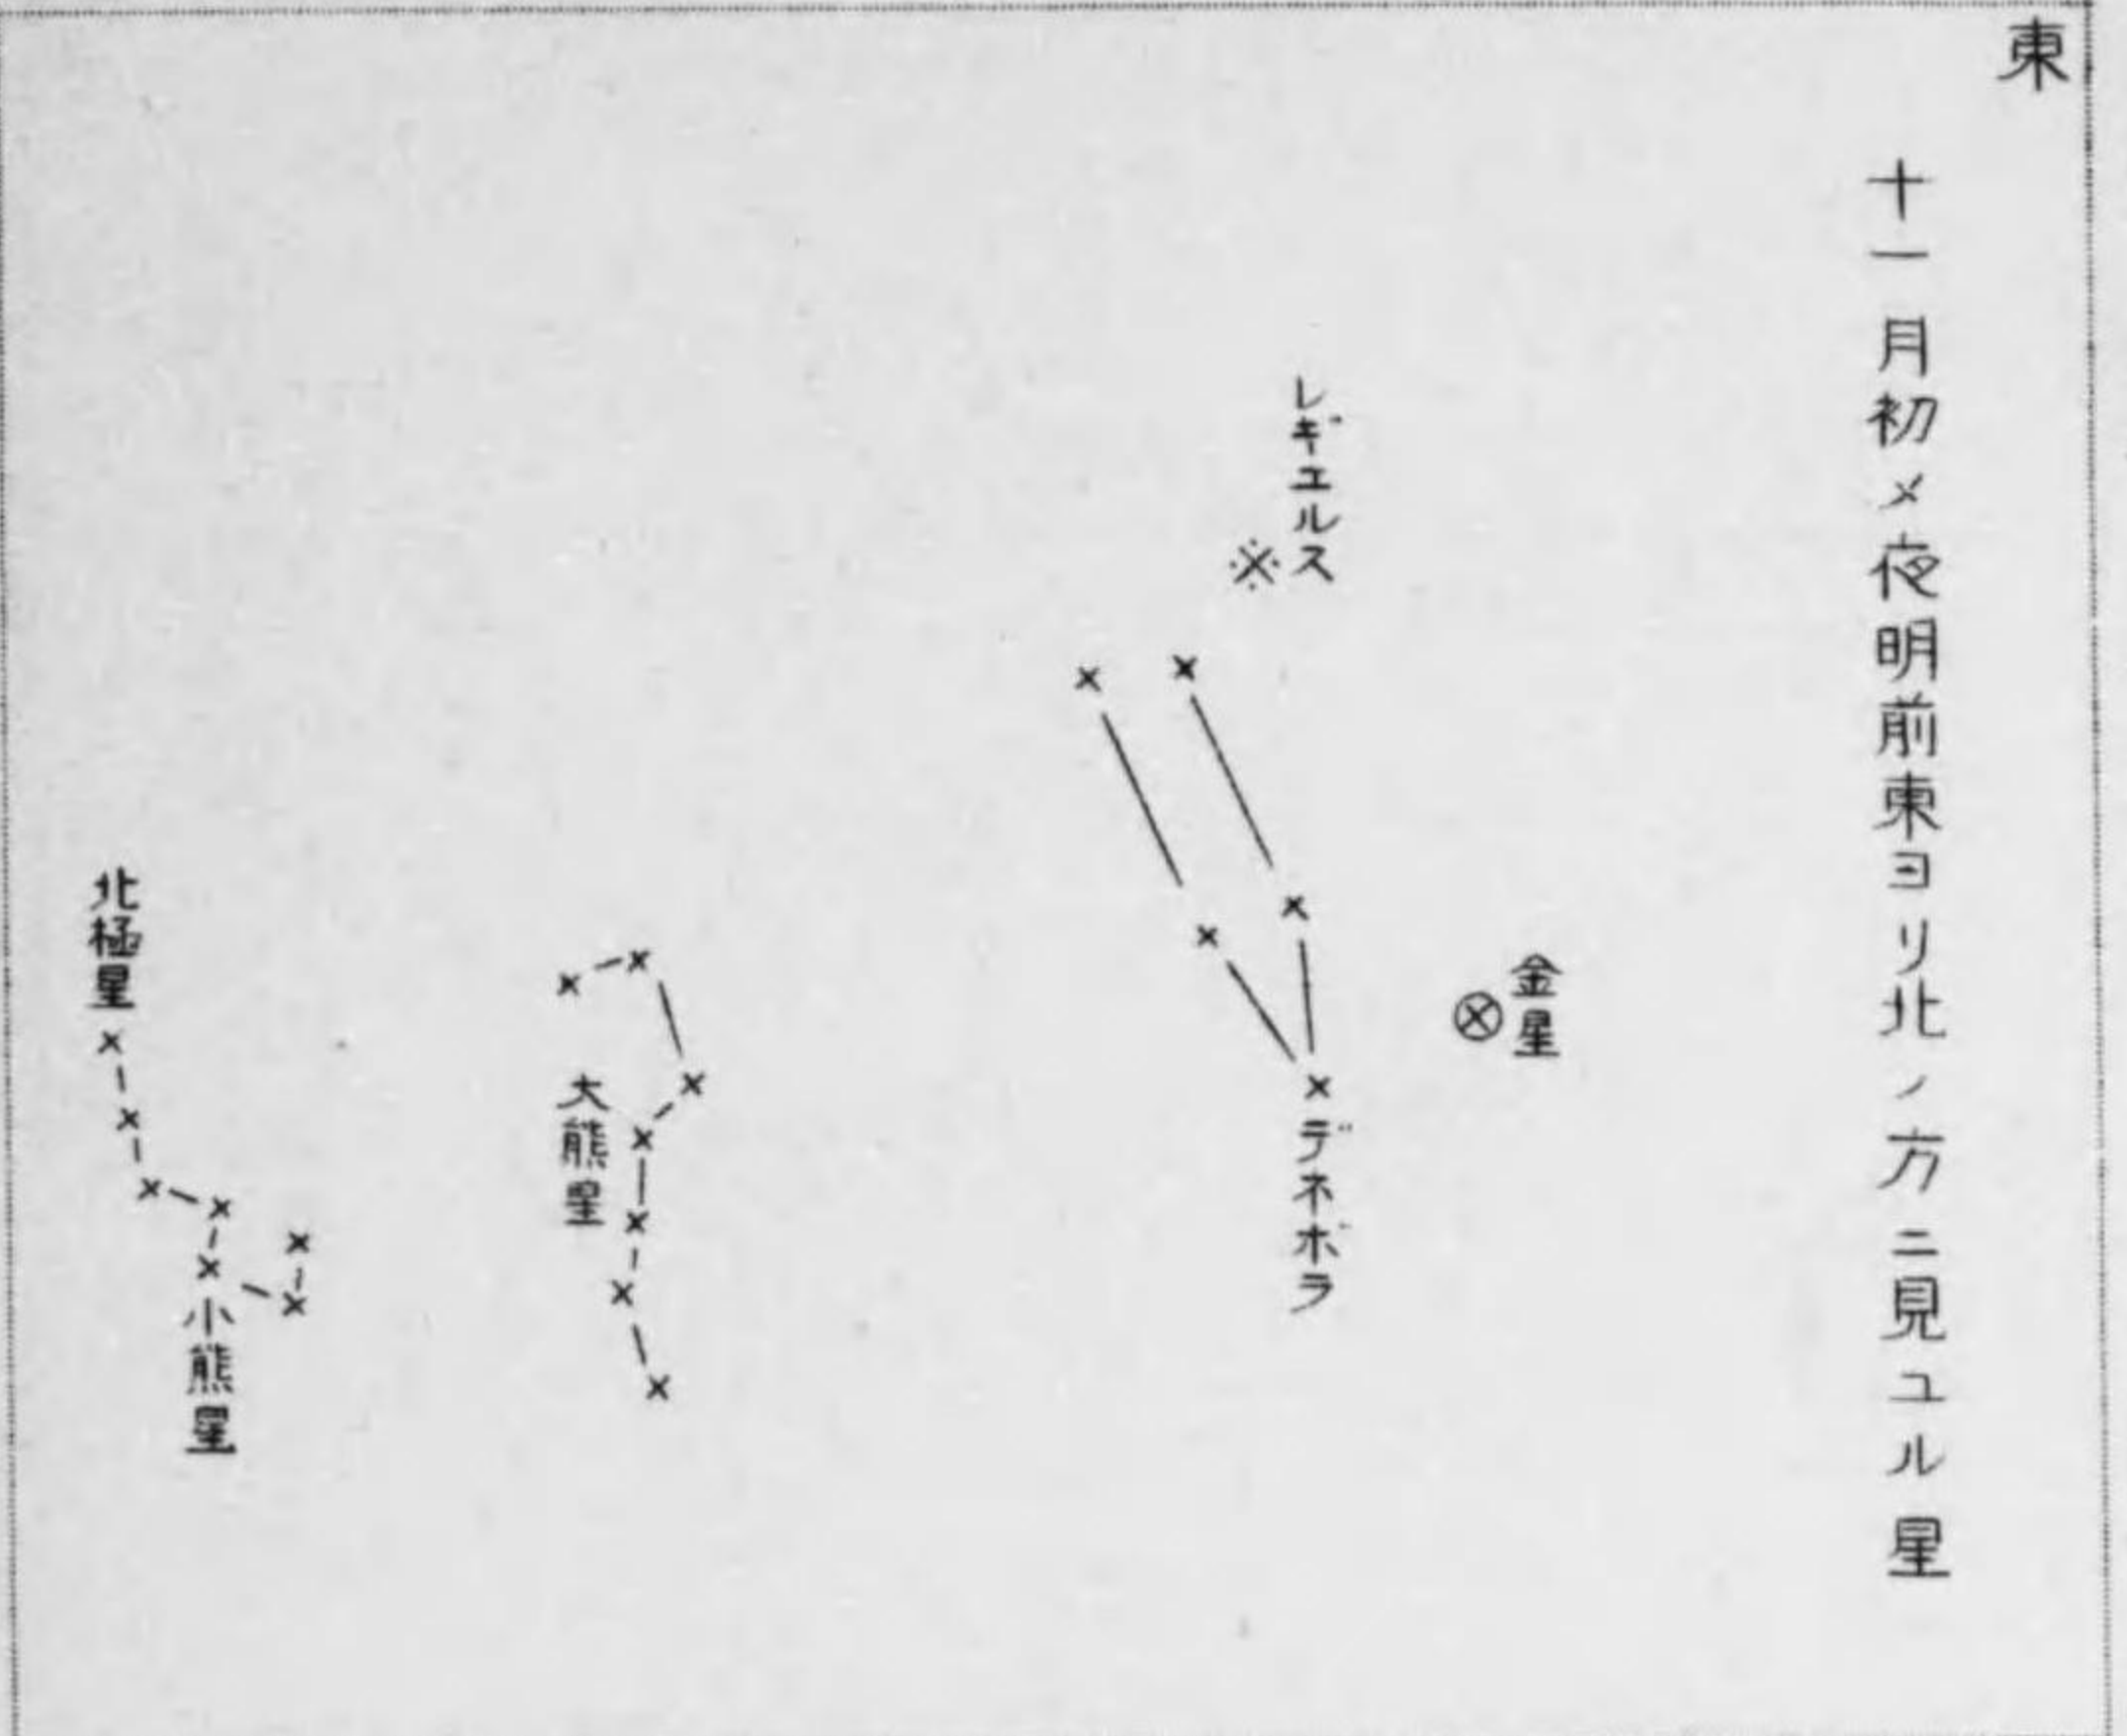 東
十一月初メ夜明前東ヨリ北ノ方ニ見ユル星
金星
レギュルス
デネボラ
大熊星
小熊星
北極星